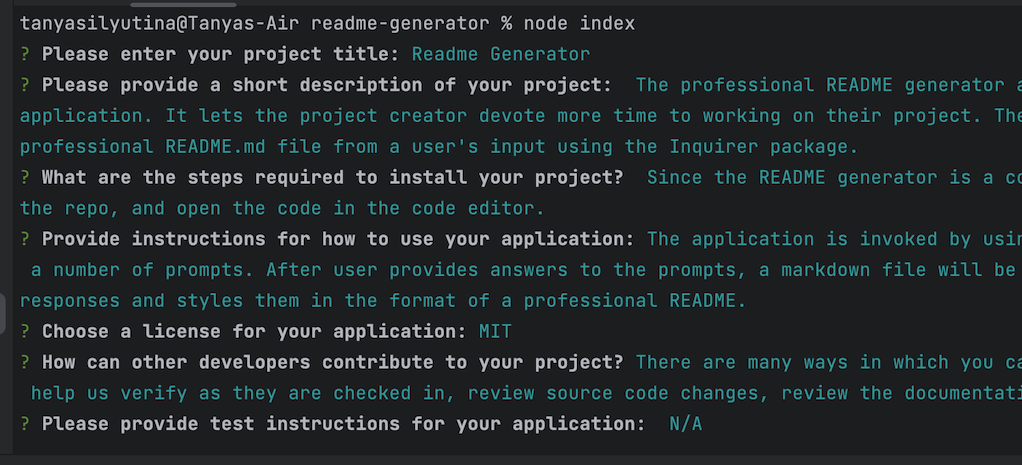 tanyasilyutina@Tanyas-Air readme-generator % node index
? Please enter your project title: Readme Generator
? Please provide a short description of your project:  The professional README generator a
application. It lets the project creator devote more time to working on their project. The
professional README.md file from a user's input using the Inquirer package.
? What are the steps required to install your project?  Since the README generator is a co
the repo, and open the code in the code editor.
? Provide instructions for how to use your application: The application is invoked by usin
a number of prompts. After user provides answers to the prompts, a markdown file will be
responses and styles them in the format of a professional README.
? Choose a license for your application: MIT
? How can other developers contribute to your project? There are many ways in which you ca
help us verify as they are checked in, review source code changes, review the documentati
? Please provide test instructions for your application:  N/A